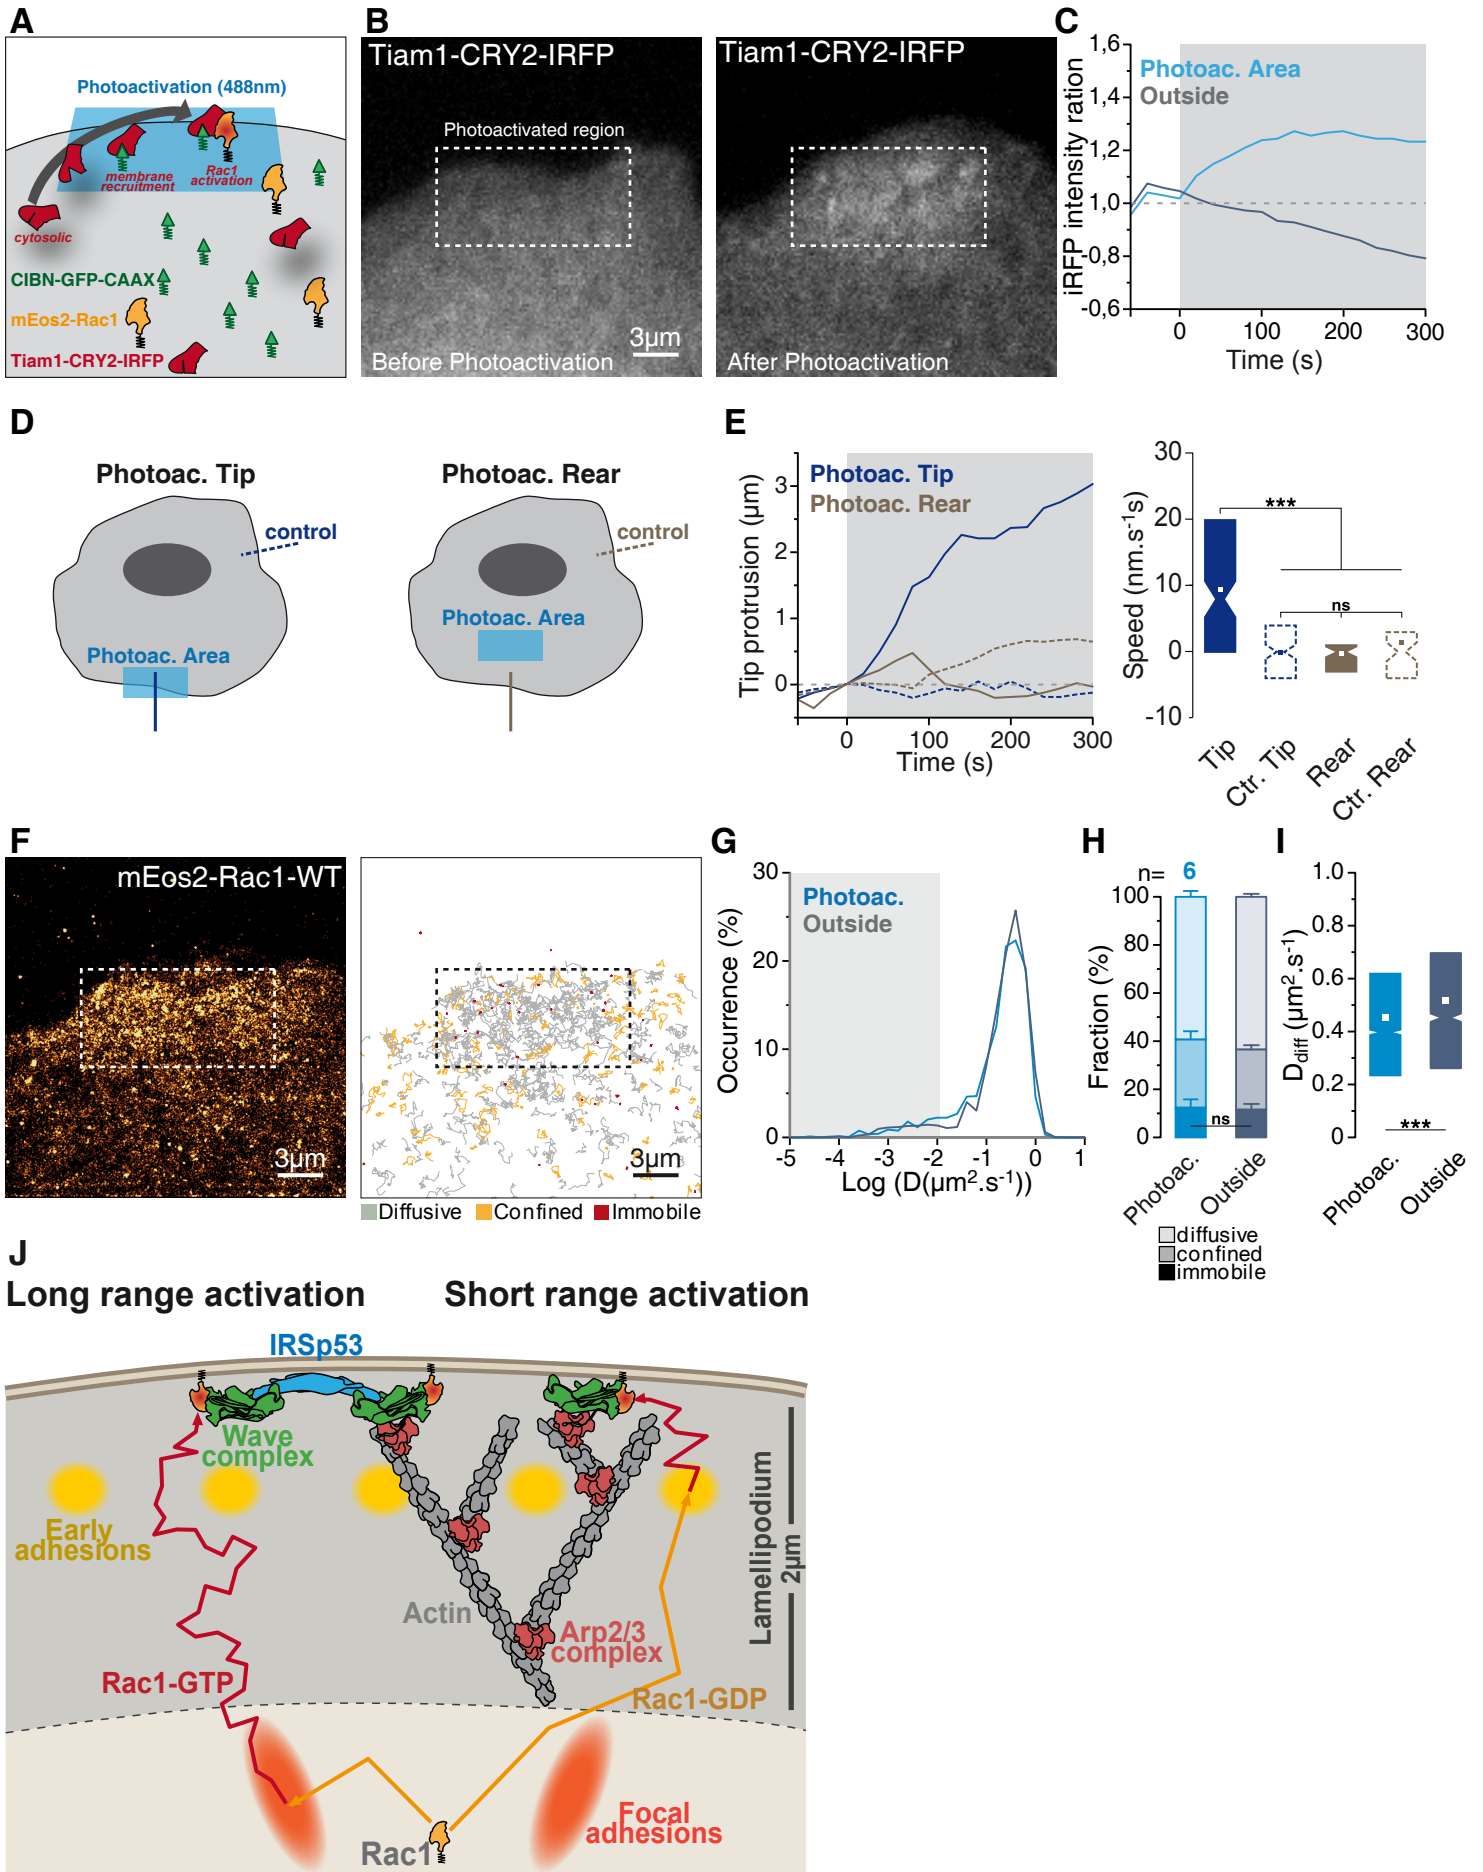 A
Photoactivation (488nm)
membrane
recruitment
Rac1
activation
cytosolic
CIBN-GFP-CAAX
mEos2-Rac1
Tiam1-CRY2-IRFP
B
Tiam1-CRY2-IRFP
Photoactivated region
3μm
Before Photoactivation
Tiam1-CRY2-IRFP
After Photoactivation
C
iRFP intensity ration
1,6
1,4
1,2
1,0
-0,8
-0,6
Photoac. Area
Outside
0
100
200
300
Time (s)
D
Photoac. Tip
control
Photoac. Area
Photoac. Rear
control
Photoac. Area
E
Tip protrusion (μm)
3
2
1
0
Photoac. Tip
Photoac. Rear
0
100
200
300
Time (s)
Speed (nm.s-1s)
30
20
10
0
-10
***
ns
Tip
Ctr. Tip
Rear
Ctr. Rear
F
mEos2-Rac1-WT
3μm
3μm
Diffusive
Confined
Immobile
G
Occurrence (%)
30
20
10
0
Photoac.
Outside
-5
-4
-3
-2
-1
0
1
Log (D(μm².s⁻¹))
H
n= 6
Fraction (%)
100
80
60
40
20
0
ns
Photoac.
Outside
diffusive
confined
immobile
I
Ddiff (μm².s⁻¹)
1.0
0.8
0.6
0.4
0.2
0
***
Photoac.
Outside
J
Long range activation
Short range activation
IRSp53
Wave
complex
Early
adhesions
Actin
Arp2/3
complex
Lamellipodium
2μm
Rac1-GTP
Rac1-GDP
Focal
adhesions
Rac1